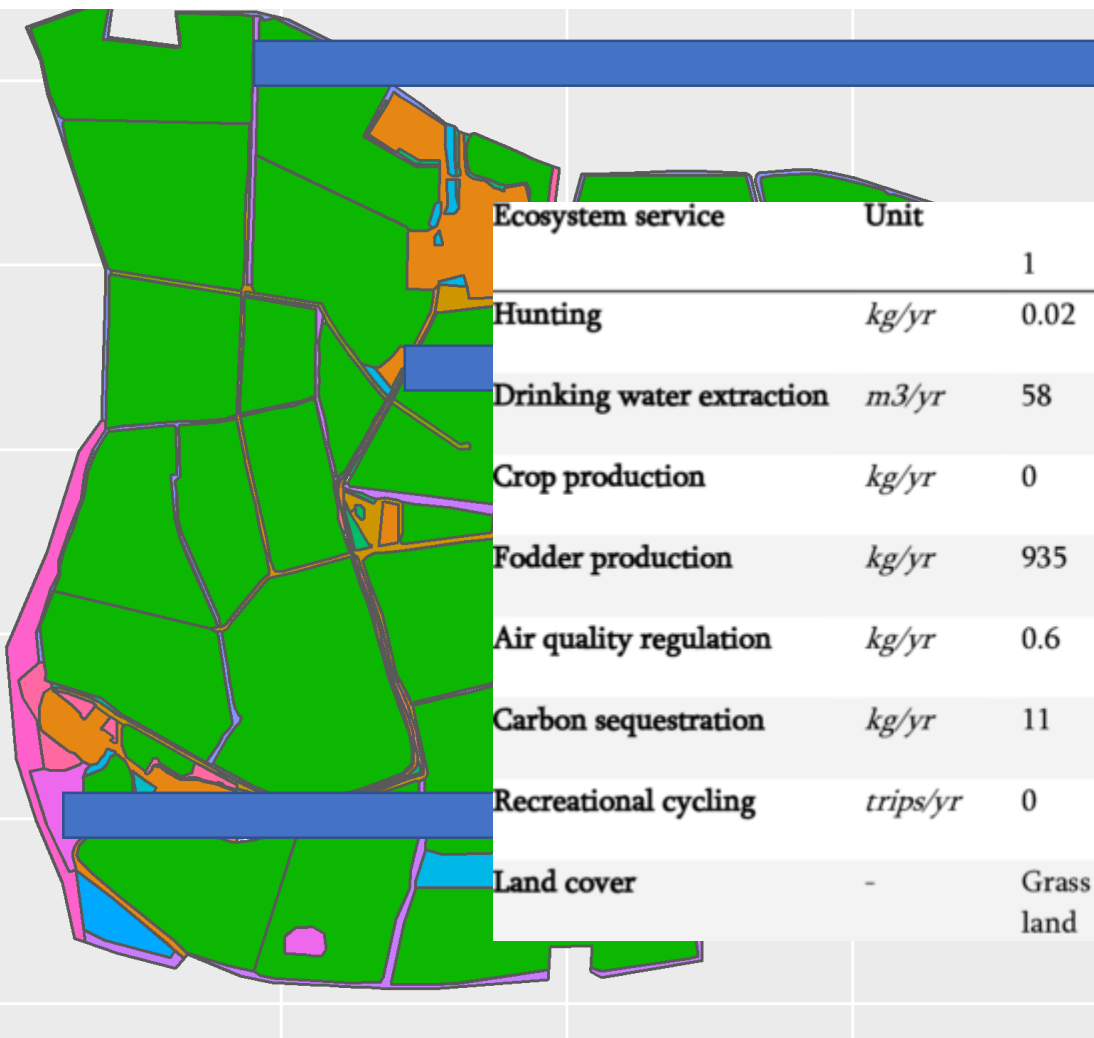 Ecosystem service Unit
1
Hunting kg/yr 0.02
Drinking water extraction m3/yr 58
Crop production kg/yr 0
Fodder production kg/yr 935
Air quality regulation kg/yr 0.6
Carbon sequestration kg/yr 11
Recreational cycling trips/yr 0
Land cover - Grass
land